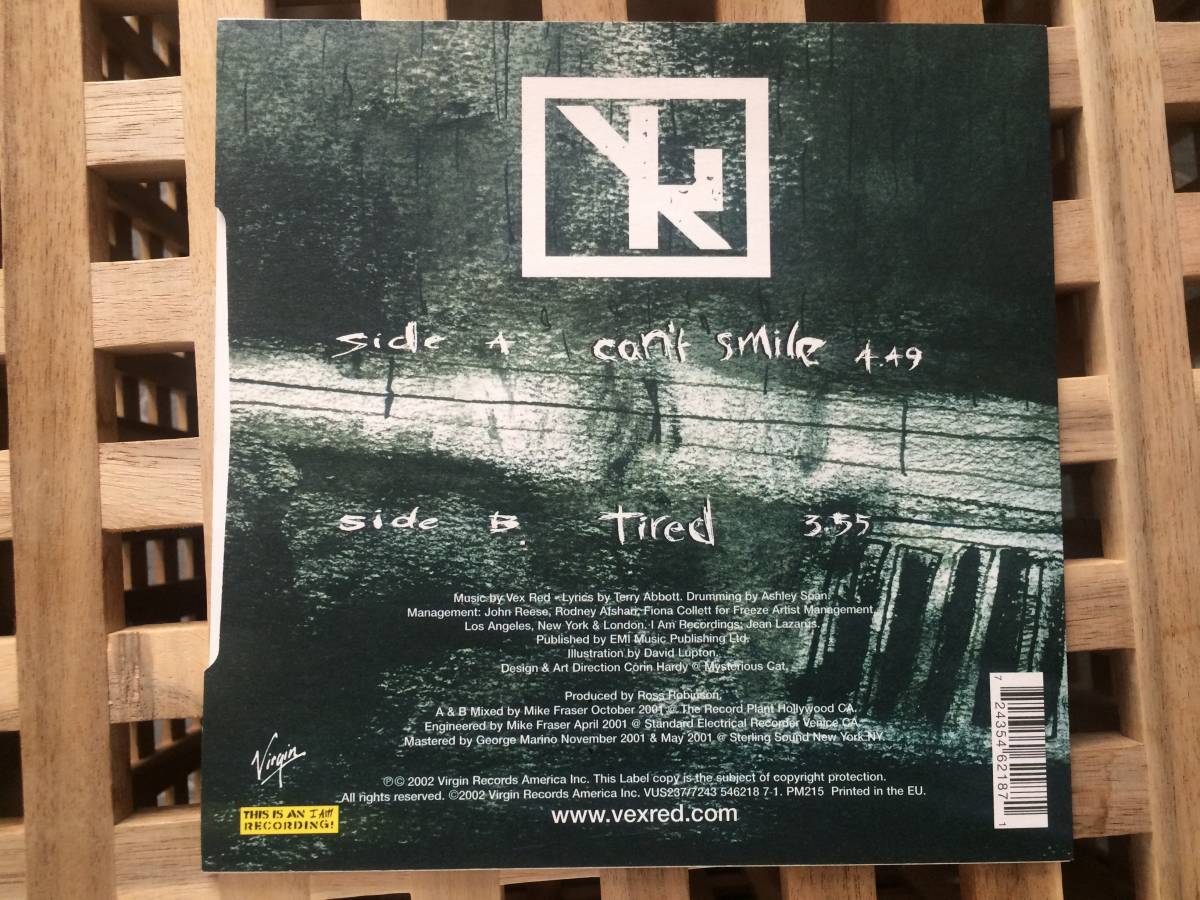 side A can't smile 4.49
side B. Tired 3.55
Music by Vex Red - Lyrics by Terry Abbott. Drumming by Ashley Span.
Management: John Reese, Rodney Afshari, Fiona Collett for Freeze Artist Management,
Los Angeles, New York & London. I Am Recordings: Jean Lazanis.
Published by EMI Music Publishing Ltd.
Illustration by David Lupton.
Design & Art Direction Corin Hardy @ Mysterious Cat.
Produced by Ross Robinson.
A & B Mixed by Mike Fraser October 2001 @ The Record Plant Hollywood CA.
Engineered by Mike Fraser April 2001 @ Standard Electrical Recorder Venice CA.
Mastered by George Marino November 2001 & May 2001 @ Sterling Sound New York NY.
Virgin
℗© 2002 Virgin Records America Inc. This Label copy is the subject of copyright protection.
All rights reserved. ©2002 Virgin Records America Inc. VUS237/7243 546218 7·1. PM215 Printed in the EU.
THIS IS AN I AM
RECORDING!
www.vexred.com
7 24354 62187 1